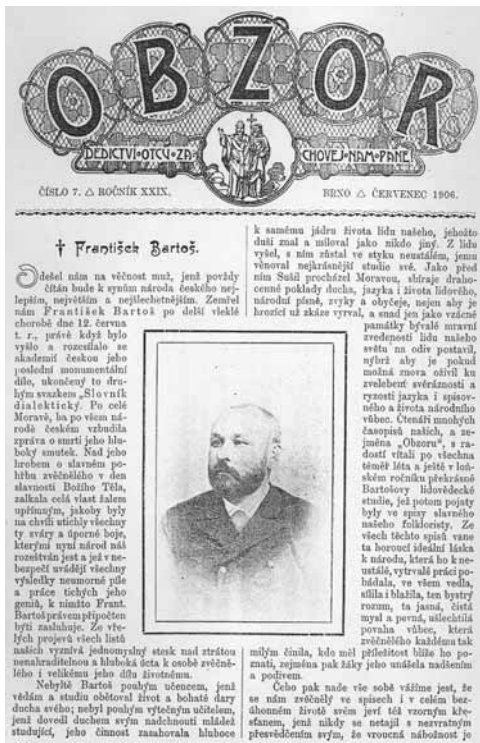 OBZOR
DĚDICTVÍ OTCŮ ZA-
CHOVEJ NÁM PANE!
ČÍSLO 7. △ ROČNÍK XXIX.
BRNO △ ČERVENEC 1906.
† František Bartoš.
Odešel nám na věčnost muž, jenž povždy
čítán bude k synům národa českého nej-
lepším, největším a nejšlechetnějším. Zemřel
nám František Bartoš po delší vleklé
chorobě dne 12. června
t. r., právě když bylo
vyšlo a rozesíláno se
akademií českou jeho
poslední monumentální
dílo, ukončený to dru-
hým svazkem „Slovník
dialektický. Po celé
Moravě, ba po všem ná-
rodě českém vzbudila
zpráva o smrti jeho hlu-
boký smutek. Nad jeho
hrobem o slavném po-
hřbu zvěčnělého v den
slavnosti Božího Těla,
zalkala celá vlast žalem
upřímným, jakoby byly
na chvíli utichly všechny
ty sváry a úporné boje,
kterými nyní národ náš
rozeštván jest a jež v ne-
bezpečí uvádějí všechny
výsledky neumorné píle
a práce tichých jeho
geniů, k nimžto Frant.
Bartoš právem připočten
býti zasluhuje. Ze vře-
lých projevů všech listů
našich vyznívá jednomyslný stesk nad ztrátou
nenahraditelnou a hluboká úcta k osobě zvěčně-
lého i velikému jeho dílu životnému.
Nebyltě Bartoš pouhým učencem, jenž
vědám a studiu obětoval život a bohaté dary
ducha svého; nebyl pouhým výtečným učitelem,
jenž dovedl duchem svým nadchnouti mládež
studující, jeho činnost zasahovala hluboce
k samému jádru života lidu našeho, jehožto
duši znal a miloval jako nikdo jiný. Z lidu
vyšel, s ním zůstal ve styku neustálém, jemu
věnoval nejkrásnější studie své. Jako před
ním Sušil procházel Moravou, sbíraje draho-
cenné poklady ducha, jazyka i života lidového,
národní písně, zvyky a obyčeje, nejen aby je
hrozící už zkáze vyrval, a snad jen jako vzácné
památky bývalé mravní
zvedenosti lidu našeho
světu na odiv postavil,
nýbrž aby je pokud
možná znova oživil ku
zvelebení svéráznosti a
ryzosti jazyka i spisov-
ného a života národního
vůbec. Čtenáři mnohých
časopisů našich, a ze-
jména „Obzoru“, s ra-
dostí vítali po všechna
téměř léta a ještě v loň-
ském ročníku překrásné
Bartošovy lidovědecké
studie, jež potom pojaty
byly ve spisy slavného
našeho folkloristy. Ze
všech těchto spisů vane
ta horoucí ideální láska
k národu, která ho k ne-
ustálé, vytrvalé práci po-
bádala, ve všem vedla,
sílila i blažila, ten bystrý
rozum, ta jasná, čistá
mysl a pevná, ušlechtilá
povaha vůbec, která
zvěčnělého každému tak
milým činila, kdo měl příležitost blíže ho po-
znati, zejména pak žáky jeho unášela nadšením
a podivem.
Čeho pak nade vše sobě vážíme jest, že
se nám zvěčnělý ve spisech i v celém bez-
úhonném životě svém jeví též vzorným kře-
sťanem, jenž nikdy se netajil s nezvratným
přesvědčením svým, že vroucná nábožnost je